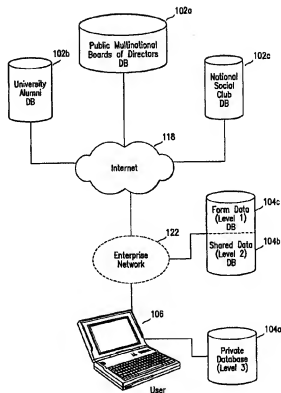 102a
Public Multinational
Boards of Directors
DB
102b
University
Alumni
DB
102c
National
Social
Club
DB
118
Internet
122
Enterprise
Network
104c
Form Data
(Level 1)
DB
Shared Data
(Level 2)
DB
104b
106
104a
Private
Database
(Level 3)
User